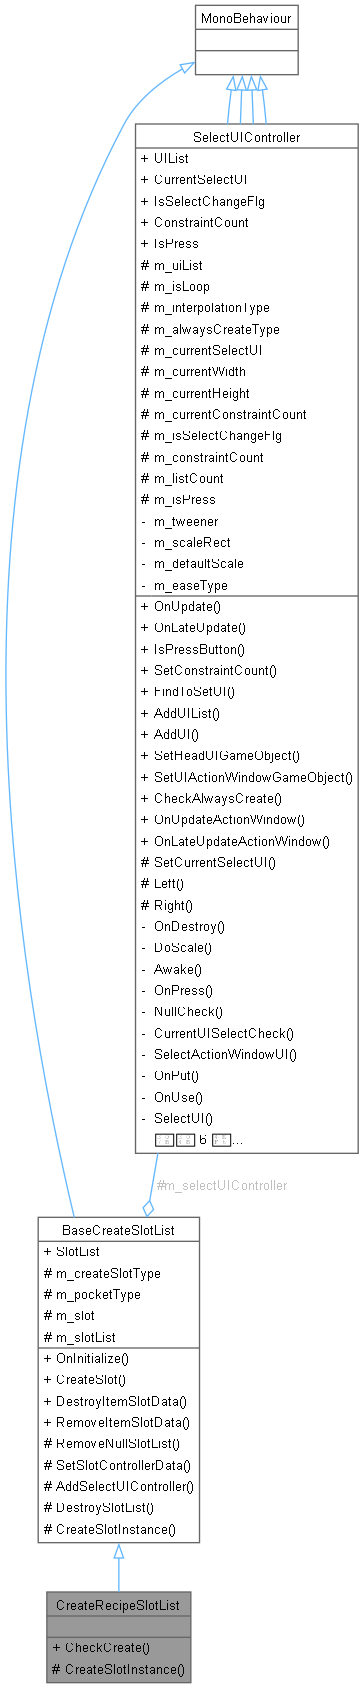 MonoBehaviour
SelectUIController
+ UIList
+ CurrentSelectUI
+ IsSelectChangeFlg
+ ConstraintCount
+ IsPress
# m_uiList
# m_isLoop
# m_interpolationType
# m_alwaysCreateType
# m_currentSelectUI
# m_currentWidth
# m_currentHeight
# m_currentConstraintCount
# m_isSelectChangeFlg
# m_constraintCount
# m_listCount
# m_isPress
- m_tweener
- m_scaleRect
- m_defaultScale
- m_easeType
+ OnUpdate()
+ OnLateUpdate()
+ IsPressButton()
+ SetConstraintCount()
+ FindToSetUI()
+ AddUIList()
+ AddUI()
+ SetHeadUIGameObject()
+ SetUIActionWindowGameObject()
+ CheckAlwaysCreate()
+ OnUpdateActionWindow()
+ OnLateUpdateActionWindow()
# SetCurrentSelectUI()
# Left()
# Right()
- OnDestroy()
- DoScale()
- Awake()
- OnPress()
- NullCheck()
- CurrentUISelectCheck()
- SelectActionWindowUI()
- OnPut()
- OnUse()
- SelectUI()
6 ...
#m_selectUIController
BaseCreateSlotList
+ SlotList
# m_createSlotType
# m_pocketType
# m_slot
# m_slotList
+ OnInitialize()
+ CreateSlot()
+ DestroyItemSlotData()
+ RemoveItemSlotData()
# RemoveNullSlotList()
# SetSlotControllerData()
# AddSelectUIController()
# DestroySlotList()
# CreateSlotInstance()
CreateRecipeSlotList
+ CheckCreate()
# CreateSlotInstance()